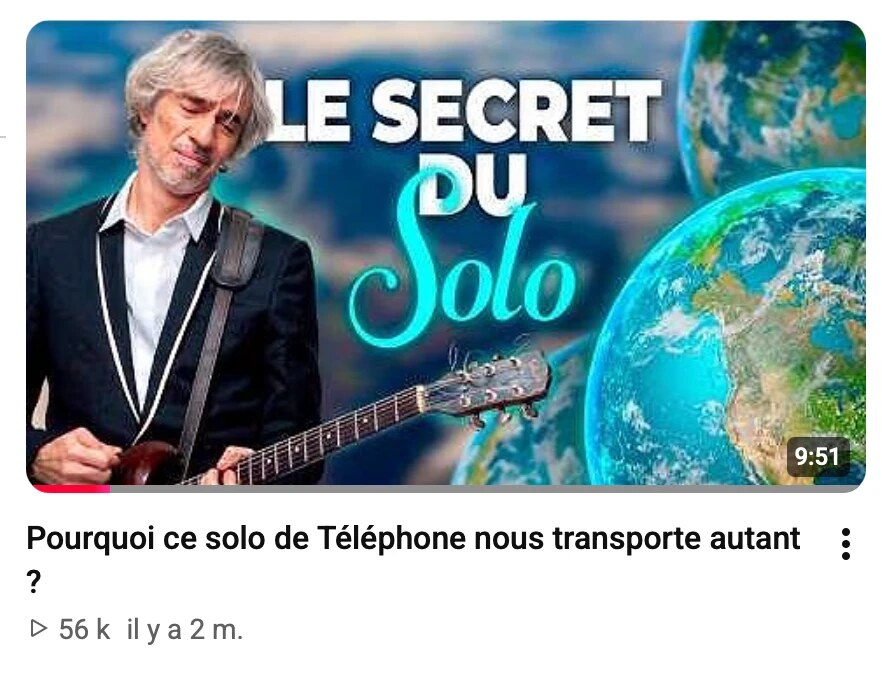 LE SECRET
DU
Solo
9:51
Pourquoi ce solo de Téléphone nous transporte autant
?
56 k il y a 2 m.